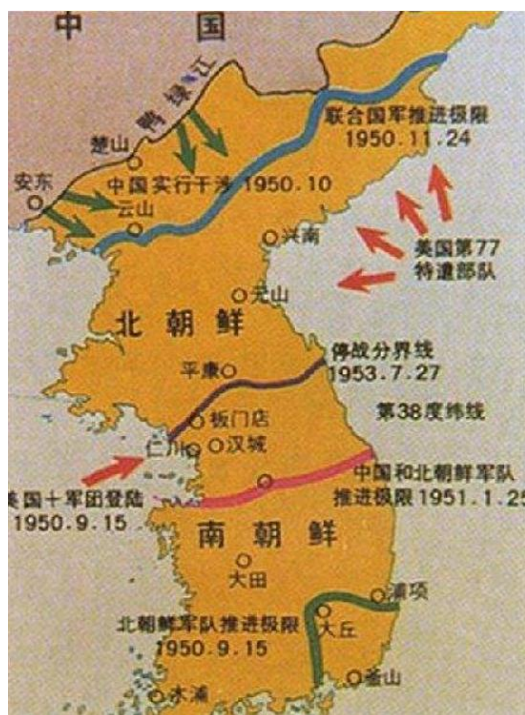 中 国
鸭绿江
联合国军推进极限
1950.11.24
楚山
中国实行干涉 1950.10
安东
云山
兴南
美国第77
特遣部队
元山
北朝鲜
停战分界线
1953.7.27
平康
第38度纬线
板门店
仁川
汉城
中国和北朝鲜军队
推进极限 1951.1.25
美国十军团登陆
1950.9.15
南朝鲜
大田
浦项
北朝鲜军队推进极限
1950.9.15
大丘
釜山
木浦